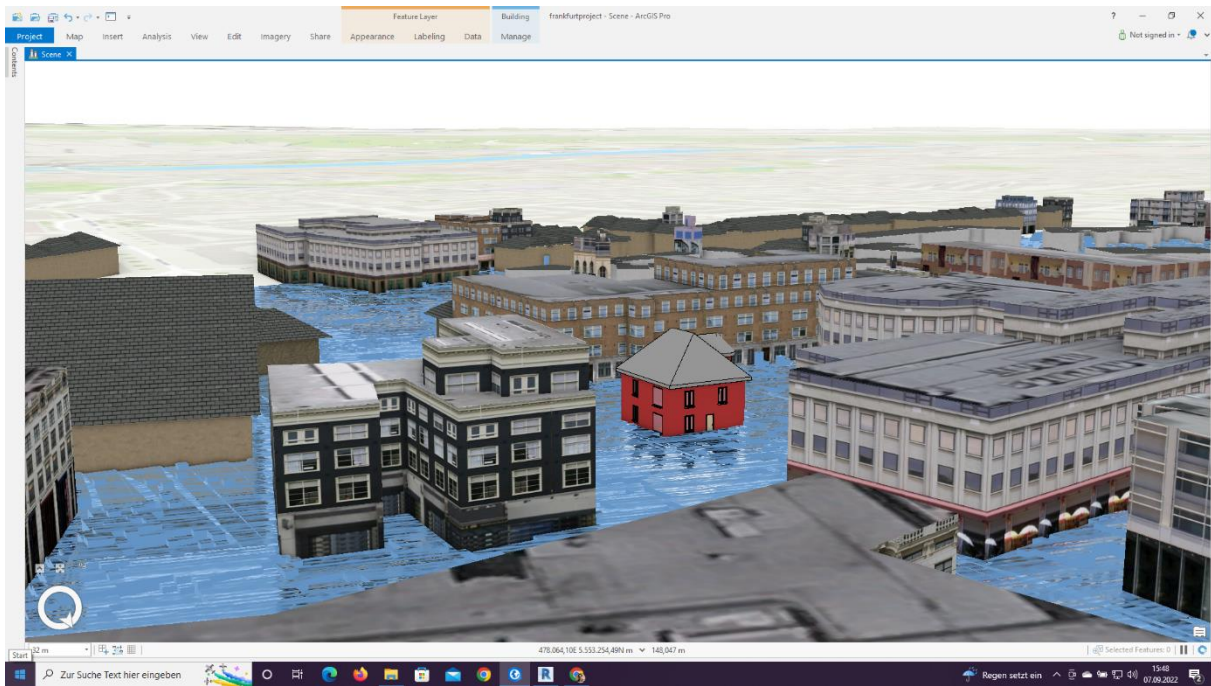 Feature Layer
Building
frankfurtproject - Scene - ArcGIS Pro
?
Project
Map
Insert
Analysis
View
Edit
Imagery
Share
Appearance
Labeling
Data
Manage
Not signed in
Contents
Scene
Start
32 m
478.064,10E 5.553.254,49N m
148,047 m
Selected Features: 0
Zur Suche Text hier eingeben
R
Regen setzt ein
15:48
07.09.2022
2